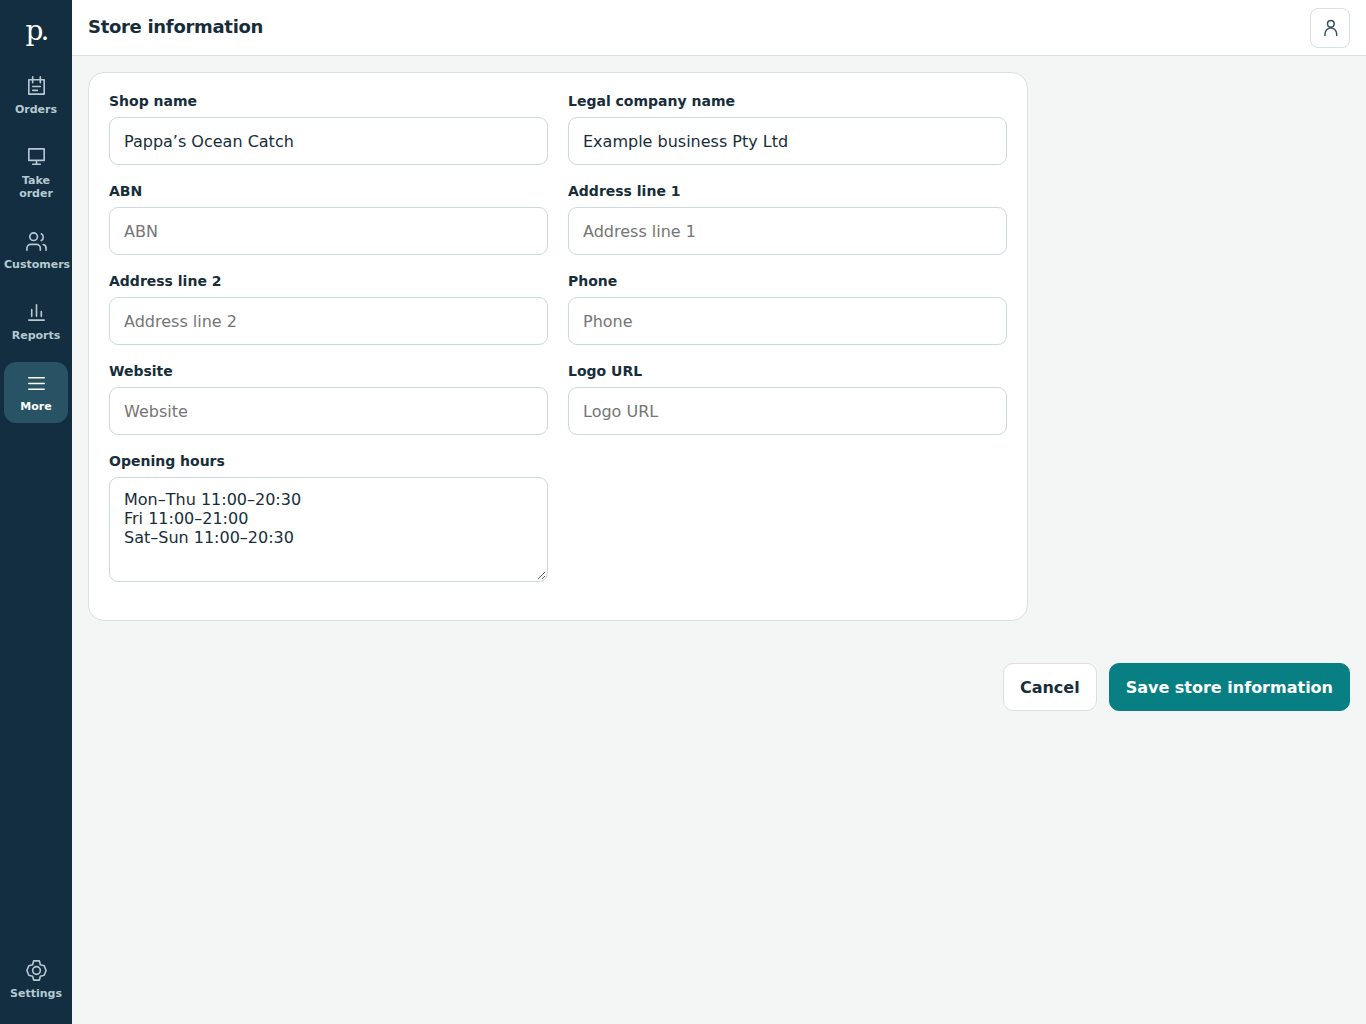 p.
Store information
Orders
Take
order
Customers
Reports
More
Settings
Shop name
Pappa’s Ocean Catch
Legal company name
Example business Pty Ltd
ABN
ABN
Address line 1
Address line 1
Address line 2
Address line 2
Phone
Phone
Website
Website
Logo URL
Logo URL
Opening hours
Mon–Thu 11:00–20:30
Fri 11:00–21:00
Sat–Sun 11:00–20:30
Cancel
Save store information